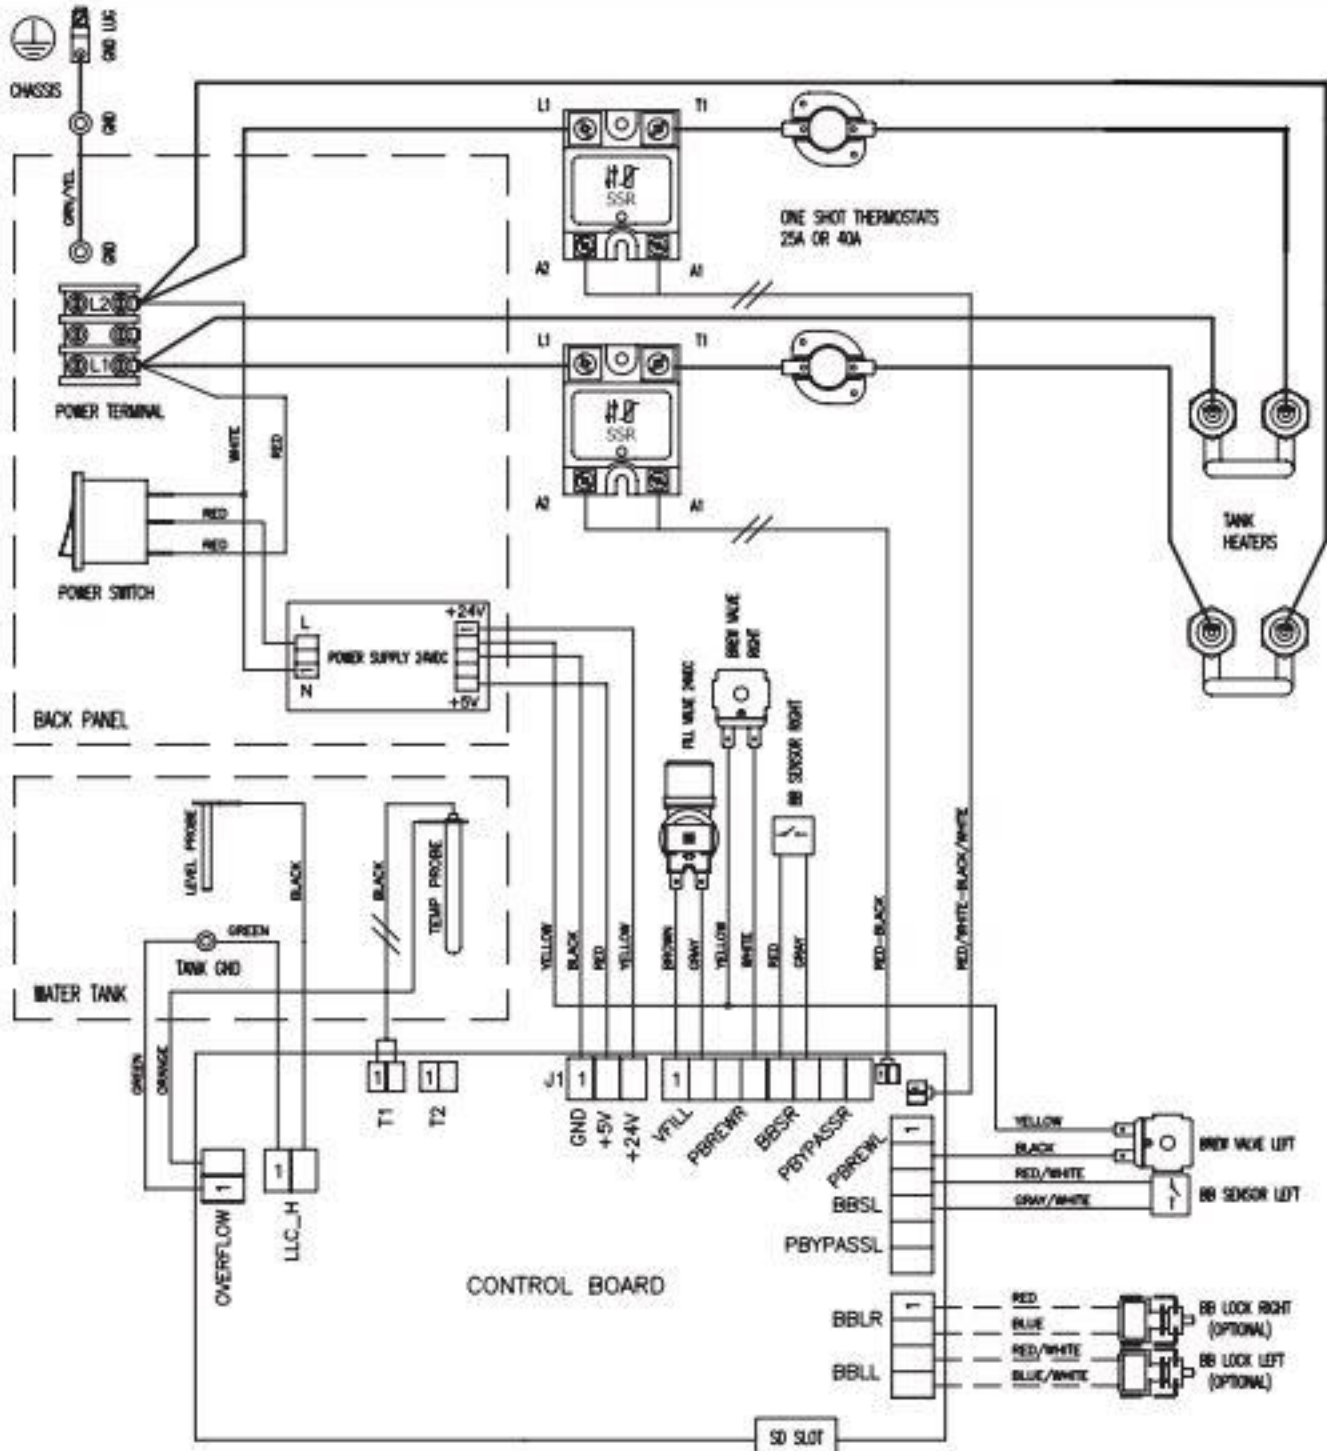 GND LUG
CHASSIS
GND
GRN/YEL
GND
L2
L1
POWER TERMINAL
WHITE
RED
RED
RED
POWER SWITCH
L
N
POWER SUPPLY 24VDC
+24V
+5V
BACK PANEL
L1
T1
SSR
A2
A1
ONE SHOT THERMOSTATS
25A OR 40A
L1
T1
SSR
A2
A1
TANK
HEATERS
BREW VALVE
RIGHT
FILL VALVE 24VDC
BB SENSOR RIGHT
LEVEL PROBE
BLACK
BLACK
TEMP PROBE
GREEN
TANK GND
WATER TANK
GREEN
ORANGE
YELLOW
BLACK
RED
YELLOW
BROWN
GRAY
YELLOW
WHITE
RED
GRAY
RED-BLACK
RED/WHITE-BLACK/WHITE
1
T1
1
T2
J1
1
GND
+5V
+24V
1
VFILL
PBREWR
BBSR
PBYPASSR
PBREWL
1
BBSL
PBYPASSL
YELLOW
BLACK
RED/WHITE
GRAY/WHITE
BREW VALVE LEFT
BB SENSOR LEFT
1
OVERFLOW
1
LLC_H
CONTROL BOARD
BBLR
1
BBLL
RED
BLUE
RED/WHITE
BLUE/WHITE
BB LOCK RIGHT
(OPTIONAL)
BB LOCK LEFT
(OPTIONAL)
SD SLOT